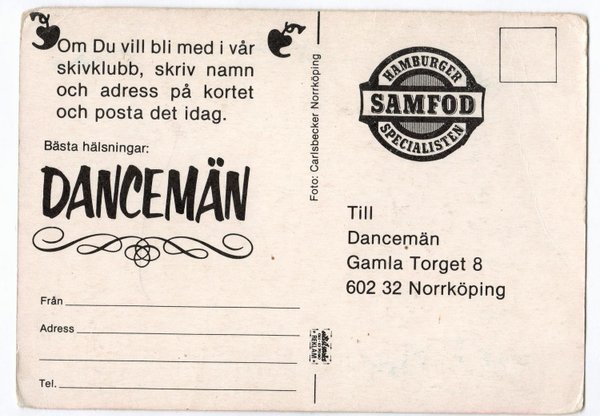 Om Du vill bli med i vår
skivklubb, skriv namn
och adress på kortet
och posta det idag.
Bästa hälsningar:
DANCEMÄN
Från
Adress
Tel.
Foto: Carlsbecker Norrköping
REKLAM
HAMBURGER
SAMFOD
SPECIALISTEN
Till
Dancemän
Gamla Torget 8
602 32 Norrköping